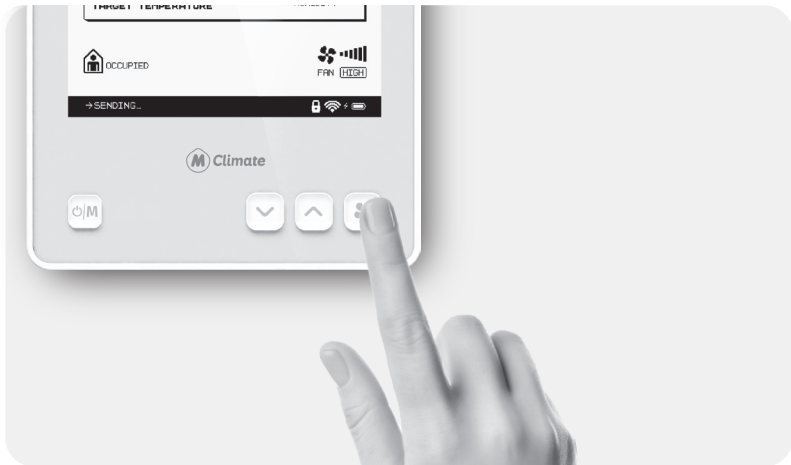 TARGET TEMPERATURE
OCCUPIED
FAN HIGH
→SENDING...
M Climate
M